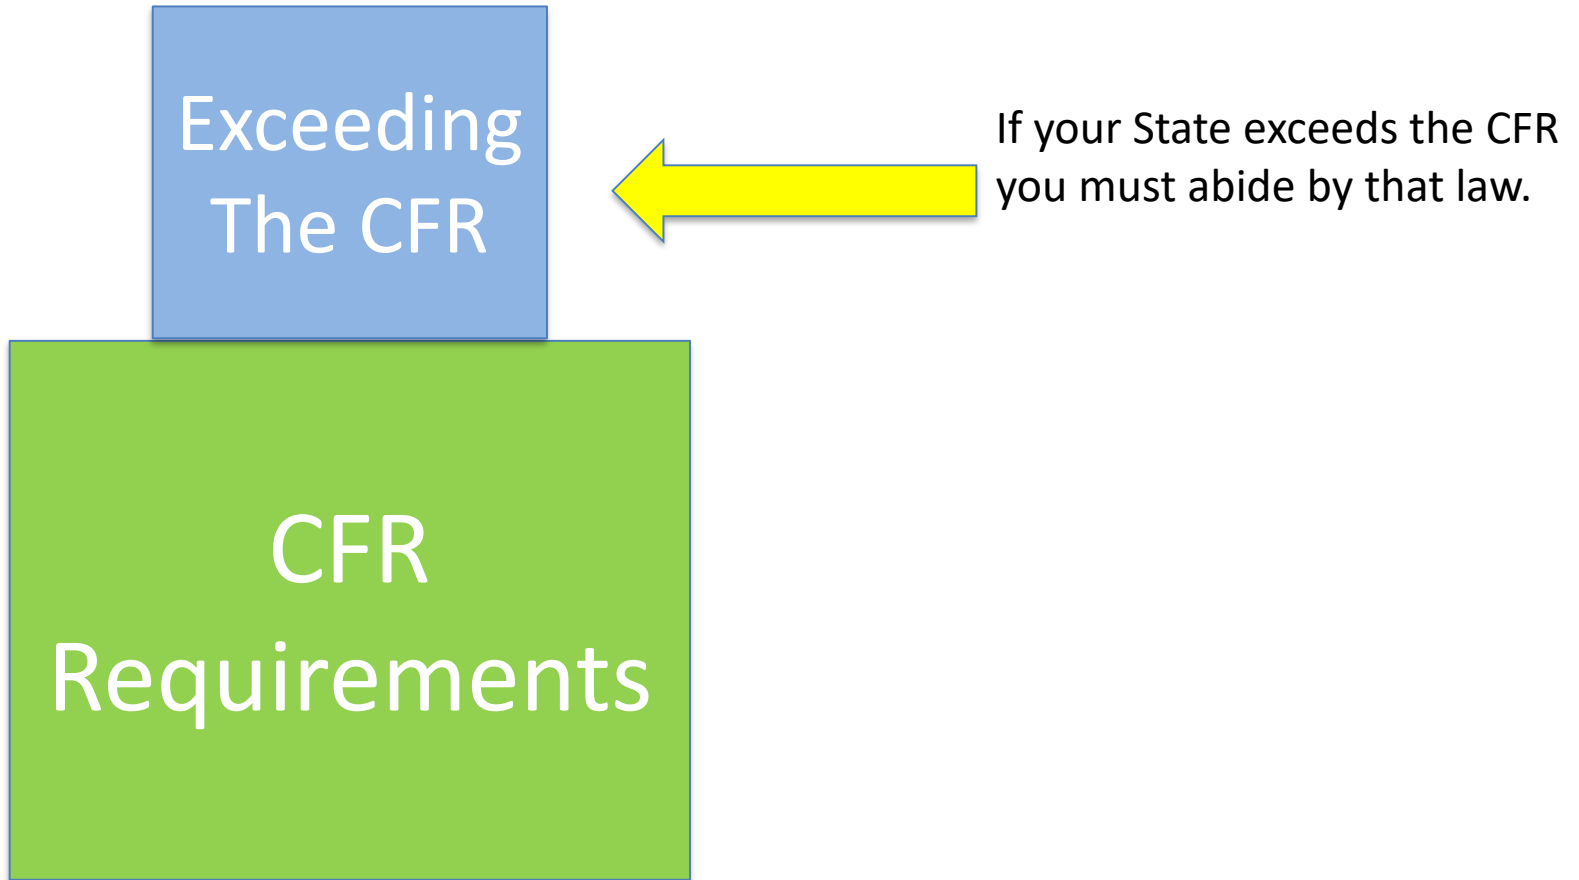 Exceeding
The CFR
If your State exceeds the CFR
you must abide by that law.
CFR
Requirements